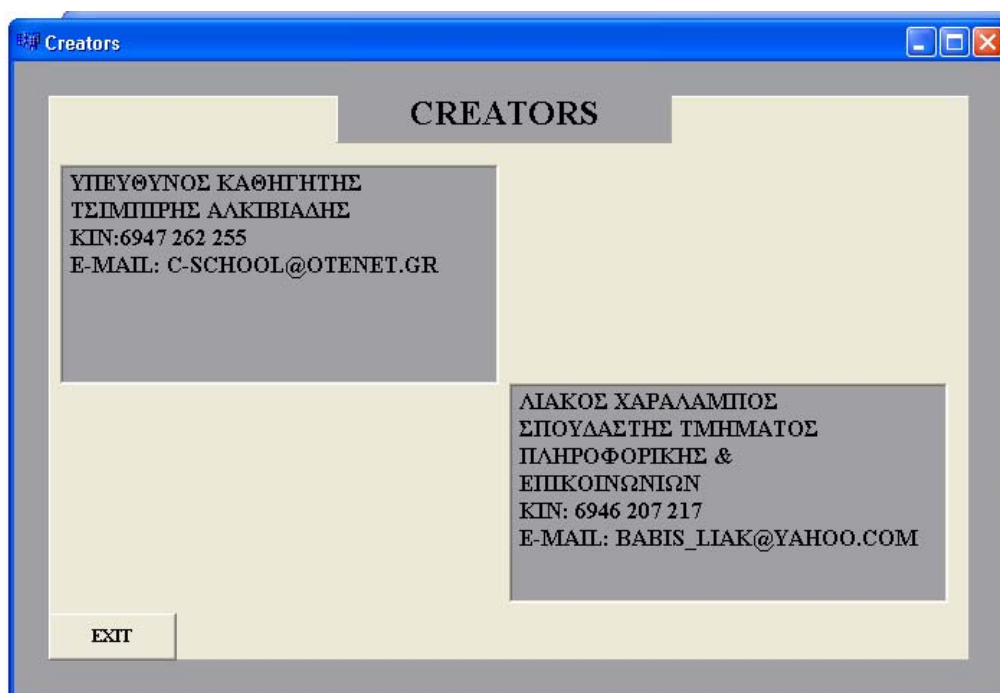 Creators
CREATORS
ΥΠΕΥΘΥΝΟΣ ΚΑΘΗΓΗΤΗΣ
ΤΣΙΜΠΙΡΗΣ ΑΛΚΙΒΙΑΔΗΣ
ΚΙΝ:6947 262 255
E-MAIL: C-SCHOOL@OTENET.GR
ΛΙΑΚΟΣ ΧΑΡΑΛΑΜΠΟΣ
ΣΠΟΥΔΑΣΤΗΣ ΤΜΗΜΑΤΟΣ
ΠΛΗΡΟΦΟΡΙΚΗΣ &
ΕΠΙΚΟΙΝΩΝΙΩΝ
ΚΙΝ: 6946 207 217
E-MAIL: BABIS_LIAK@YAHOO.COM
EXIT